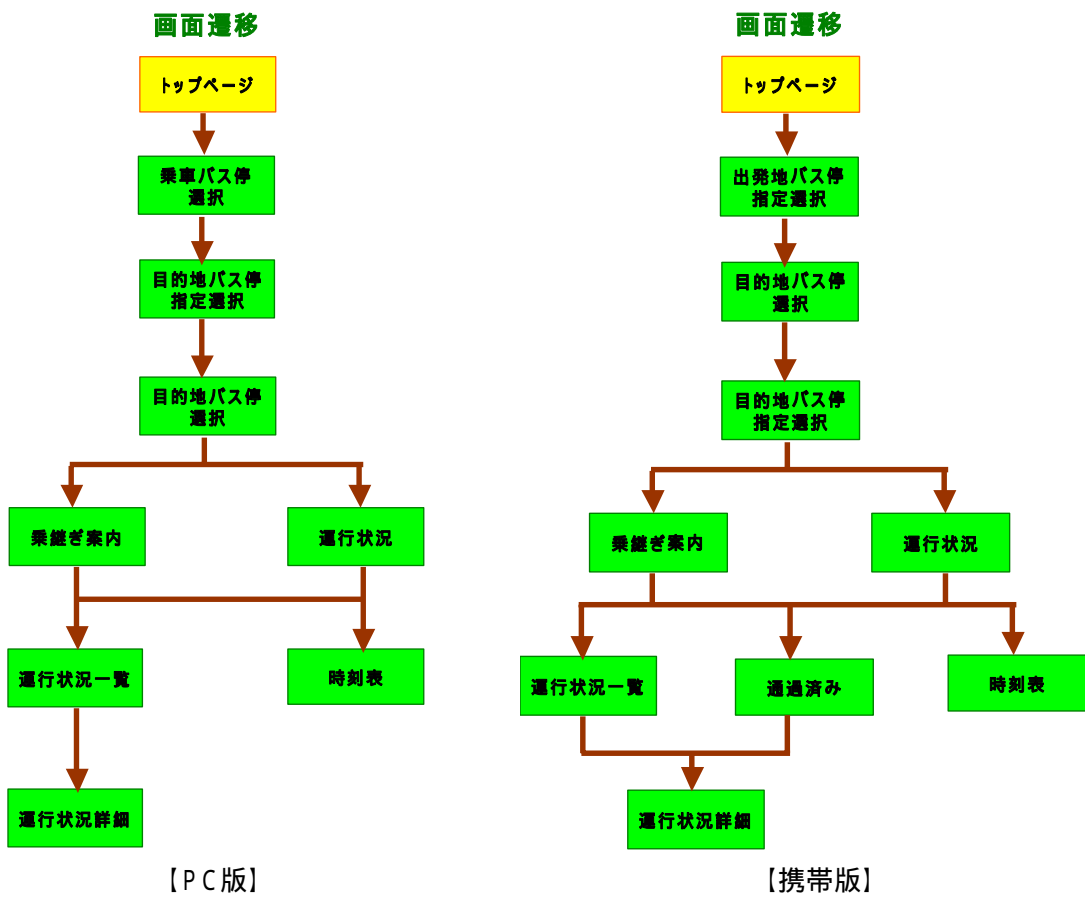 画面遷移
トップページ
乗車バス停
選択
目的地バス停
指定選択
目的地バス停
選択
乗継ぎ案内
運行状況
運行状況一覧
時刻表
運行状況詳細
【PC版】
画面遷移
トップページ
出発地バス停
指定選択
目的地バス停
選択
目的地バス停
指定選択
乗継ぎ案内
運行状況
運行状況一覧
通過済み
時刻表
運行状況詳細
【携帯版】